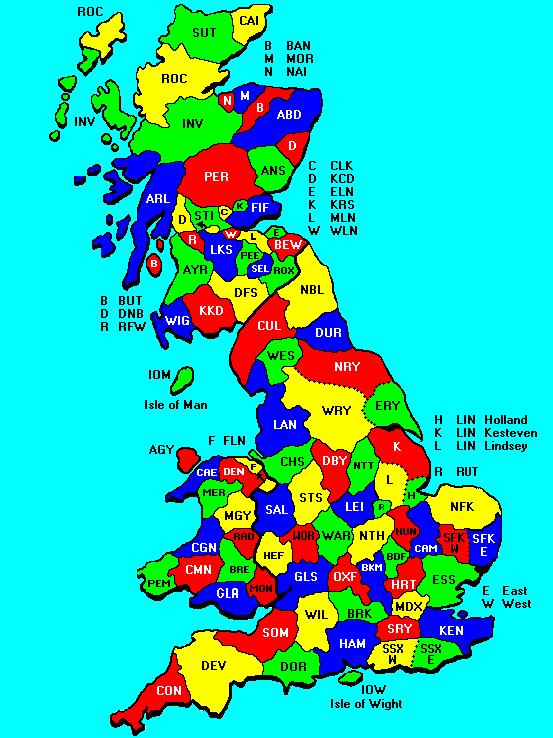 ROC
CAI
SUT
B BAN
M MOR
N NAI
ROC
N
M
B
ABD
INV
INV
D
PER
ANS
C CLK
D KCD
E ELN
K KRS
L MLN
W WLN
ARL
D
STI
C
K
FIF
R
W
L
E
LKS
PEE
BEW
B
AYR
SEL
ROX
DFS
NBL
B BUT
D DNB
R RFW
WIG
KKD
CUL
DUR
WES
NRY
IOM
Isle of Man
WRY
ERY
LAN
H LIN Holland
K LIN Kesteven
L LIN Lindsey
R RUT
F FLN
AGY
CAE
DEN
F
F
CHS
DBY
NTT
K
L
H
MER
STS
NFK
MGY
SAL
LEI
R
CGN
RAD
HEF
WOR
WAR
NTH
HUN
CAM
SFK
W
SFK
E
PEM
CMN
BRE
GLS
OXF
BKM
BDF
HRT
ESS
E East
W West
GLA
MON
WIL
BRK
MDX
SOM
HAM
SRY
KEN
SSX
W
SSX
E
DEV
DOR
CON
IOW
Isle of Wight